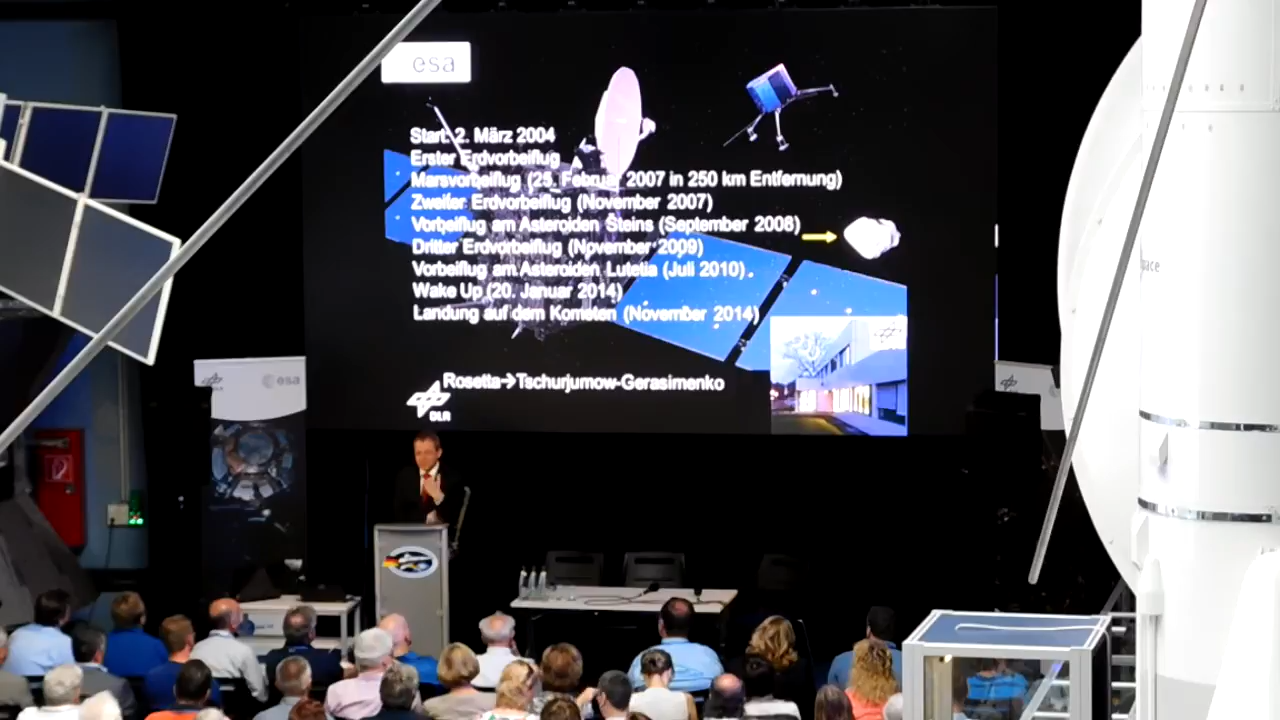 esa
Start: 2. März 2004
Erster Erdvorbeiflug
Marsvorbeiflug (25. Februar 2007 in 250 km Entfernung)
Zweiter Erdvorbeiflug (November 2007)
Vorbeiflug am Asteroiden Šteins (September 2008)
Dritter Erdvorbeiflug (November 2009)
Vorbeiflug am Asteroiden Lutetia (Juli 2010)
Wake Up (20. Januar 2014)
Landung auf dem Kometen (November 2014)
Rosetta→Tschurjumow-Gerasimenko
DLR
esa